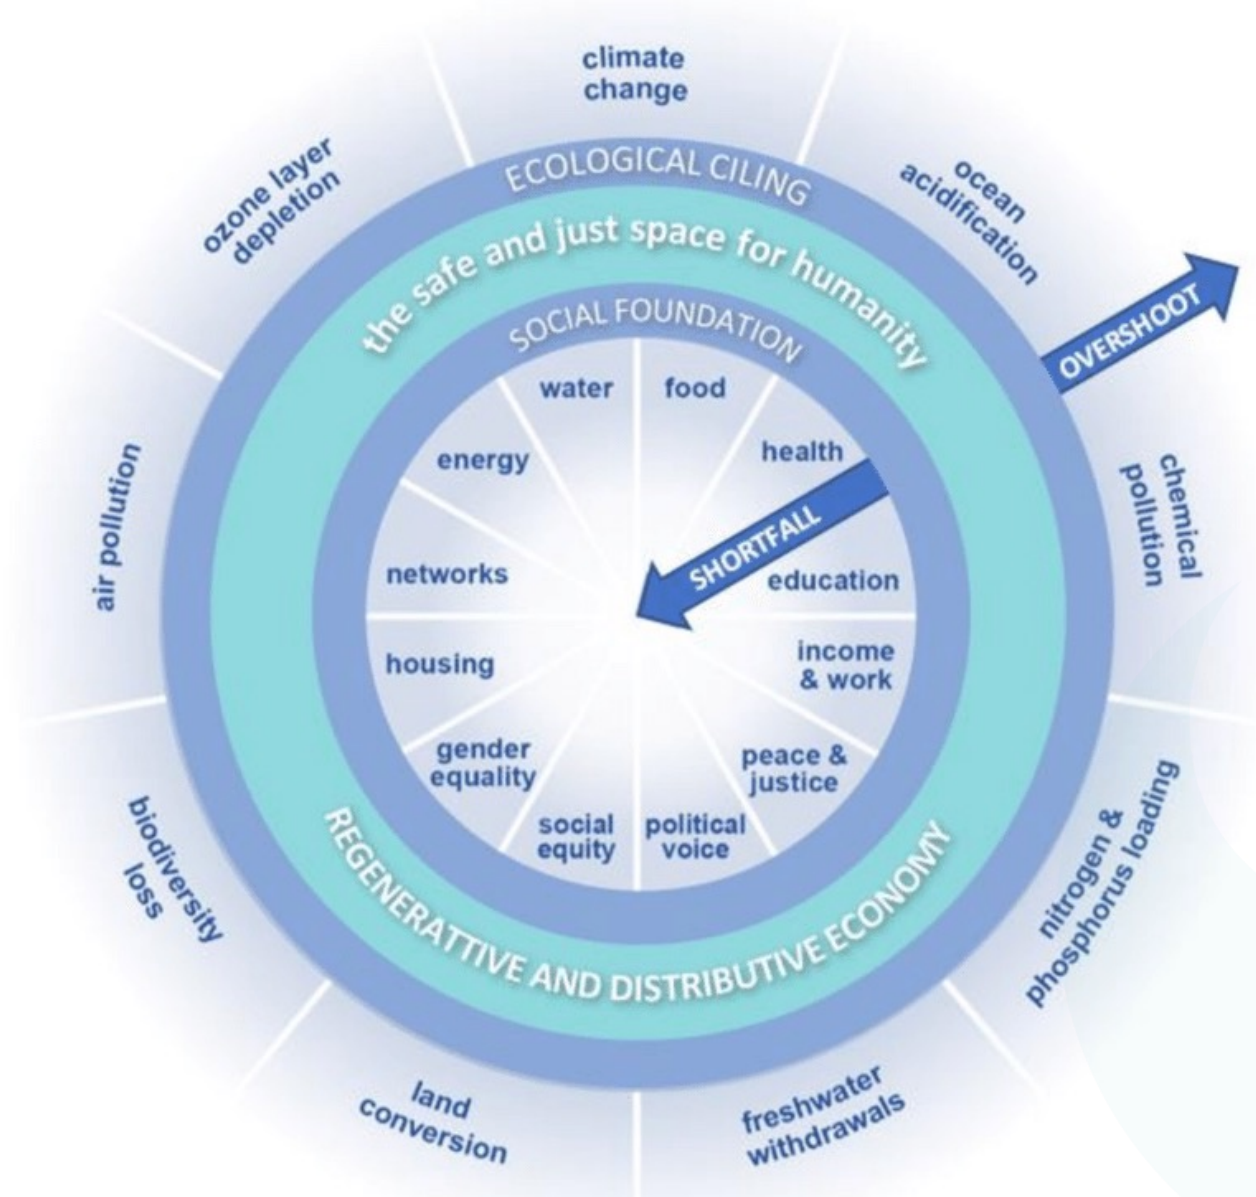 climate
change
ocean
acidification
OVERSHOOT
chemical
pollution
nitrogen &
phosphorus loading
freshwater
withdrawals
land
conversion
biodiversity
loss
air pollution
ozone layer
depletion
ECOLOGICAL CILING
the safe and just space for humanity
SOCIAL FOUNDATION
water
food
health
SHORTFALL
education
income
& work
peace &
justice
political
voice
social
equity
gender
equality
housing
networks
energy
REGENERATTIVE AND DISTRIBUTIVE ECONOMY